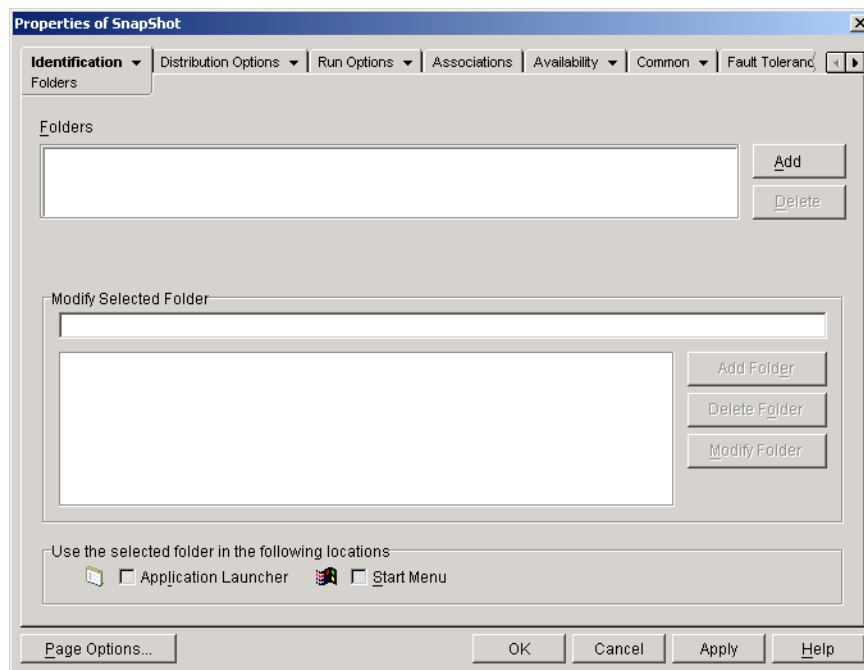 Properties of SnapShot
Identification Distribution Options Run Options Associations Availability Common
Folders
Folders
Add
Delete
Modify Selected Folder
Add Folder
Delete Folder
Modify Folder
Use the selected folder in the following locations
Application Launcher Start Menu
Page Options... OK Cancel Apply Help